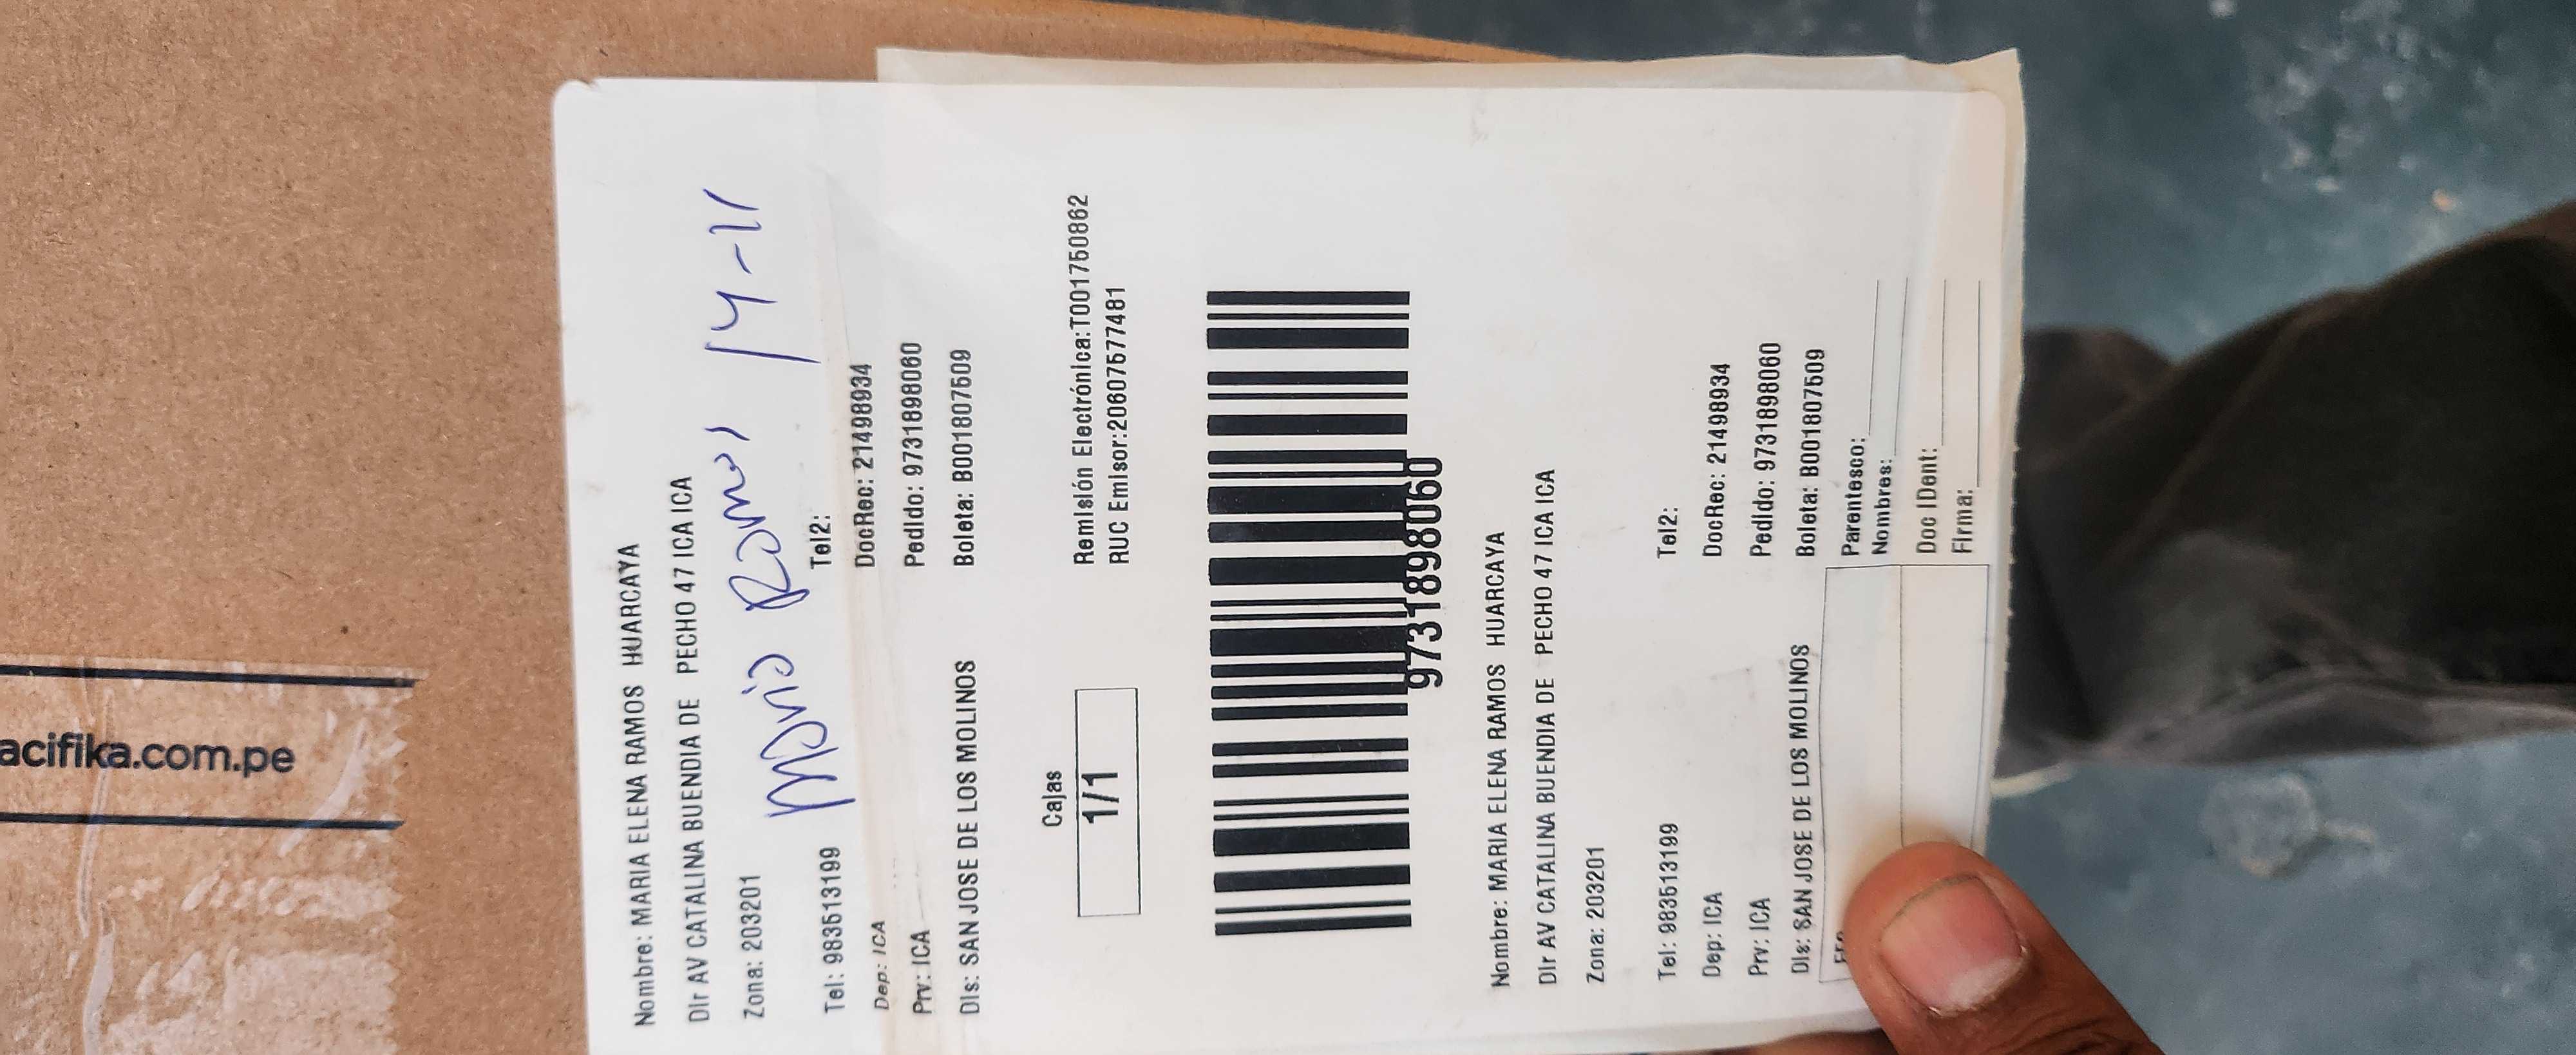 acifika.com.pe
Nombre: MARIA ELENA RAMOS HUARCAYA
Dir AV CATALINA BUENDIA DE PECHO 47 ICA ICA
Zona: 203201
Maria Ramos 14-11
Tel: 983513199 Tel2:
Dep: ICA DocRec: 21498934
Prv: ICA Pedido: 9731898060
Dis: SAN JOSE DE LOS MOLINOS Boleta: B001807509
Cajas
1/1
Remisión Electrónica:T001750862
RUC Emisor:20607577481
9731898060
Nombre: MARIA ELENA RAMOS HUARCAYA
Dir AV CATALINA BUENDIA DE PECHO 47 ICA ICA
Zona: 203201
Tel: 983513199 Tel2:
Dep: ICA DocRec: 21498934
Prv: ICA Pedido: 9731898060
Dis: SAN JOSE DE LOS MOLINOS Boleta: B001807509
Parentesco:
Nombres:
Doc IDent:
Firma: